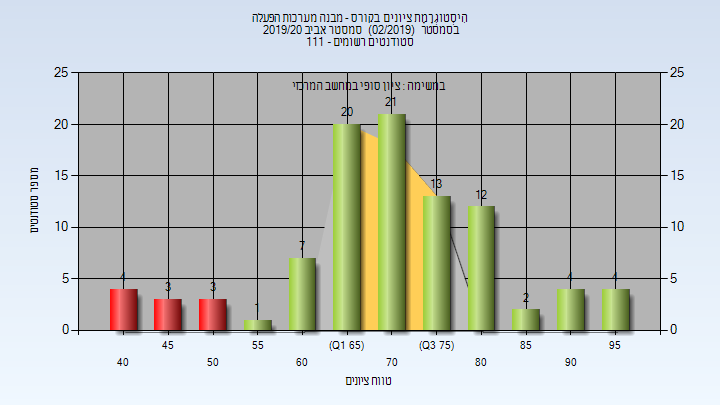 היסטוגרמת ציונים בקורס - מבנה מערכות הפעלה
בסמסטר (02/2019) סמסטר אביב 2019/20
סטודנטים רשומים - 111
במשימה : ציון סופי במחשב המרכזי
מספר סטודנטים
25 25
20 20
15 15
10 10
5 5
0 0
4 3 3 1 7 20 21 13 12 2 4 4
45 55 (Q1 65) (Q3 75) 85 95
40 50 60 70 80 90
טווח ציונים